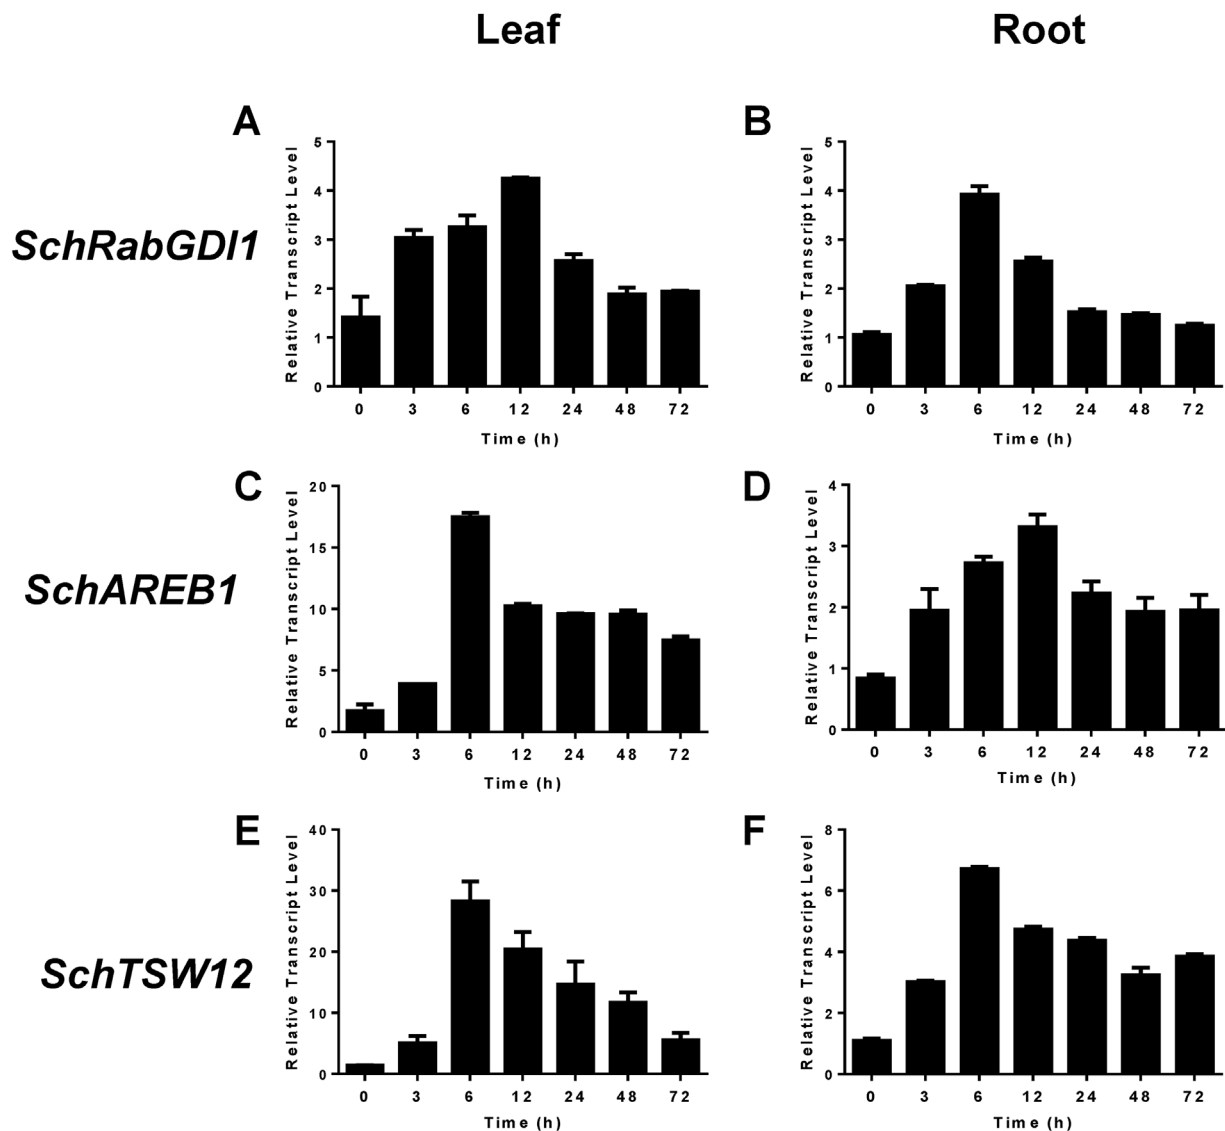 Leaf
Root
SchRabGDI1
A
Relative Transcript Level
5
4
3
2
1
0
0 3 6 12 24 48 72
Time (h)
B
Relative Transcript Level
5
4
3
2
1
0
0 3 6 12 24 48 72
Time (h)
SchAREB1
C
Relative Transcript Level
20
15
10
5
0
0 3 6 12 24 48 72
Time (h)
D
Relative Transcript Level
4
3
2
1
0
0 3 6 12 24 48 72
Time (h)
SchTSW12
E
Relative Transcript Level
40
30
20
10
0
0 3 6 12 24 48 72
Time (h)
F
Relative Transcript Level
8
6
4
2
0
0 3 6 12 24 48 72
Time (h)